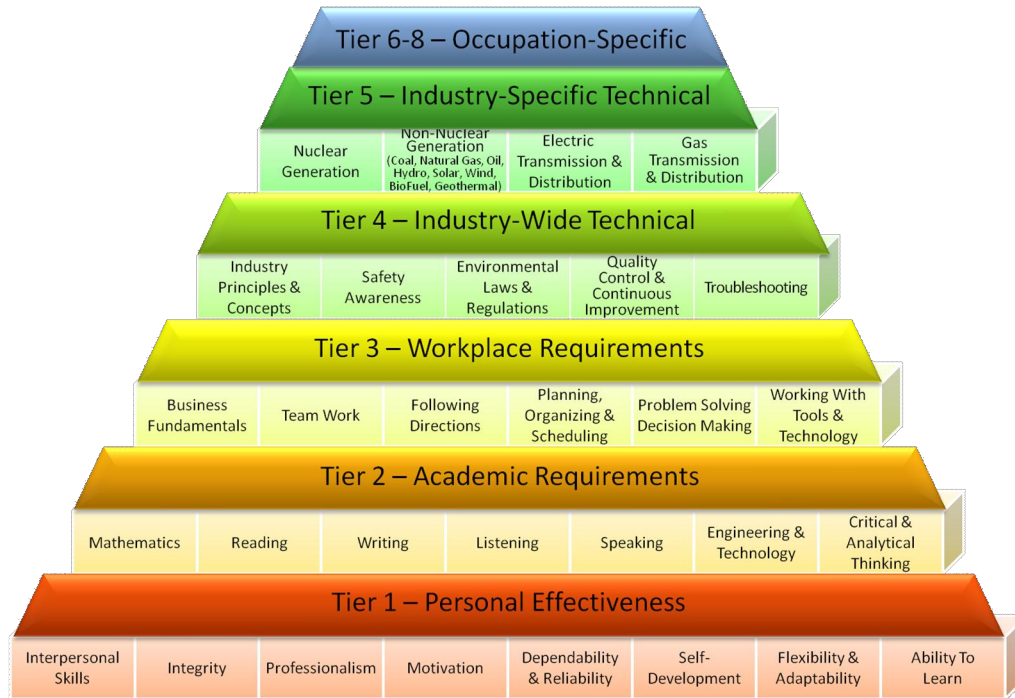 Tier 6-8 – Occupation-Specific
Tier 5 – Industry-Specific Technical
Nuclear
Generation
Non-Nuclear
Generation
(Coal, Natural Gas, Oil,
Hydro, Solar, Wind,
BioFuel, Geothermal)
Electric
Transmission &
Distribution
Gas
Transmission
& Distribution
Tier 4 – Industry-Wide Technical
Industry
Principles &
Concepts
Safety
Awareness
Environmental
Laws &
Regulations
Quality
Control &
Continuous
Improvement
Troubleshooting
Tier 3 – Workplace Requirements
Business
Fundamentals
Team Work
Following
Directions
Planning,
Organizing &
Scheduling
Problem Solving
Decision Making
Working With
Tools &
Technology
Tier 2 – Academic Requirements
Mathematics
Reading
Writing
Listening
Speaking
Engineering &
Technology
Critical &
Analytical
Thinking
Tier 1 – Personal Effectiveness
Interpersonal
Skills
Integrity
Professionalism
Motivation
Dependability
& Reliability
Self-
Development
Flexibility &
Adaptability
Ability To
Learn